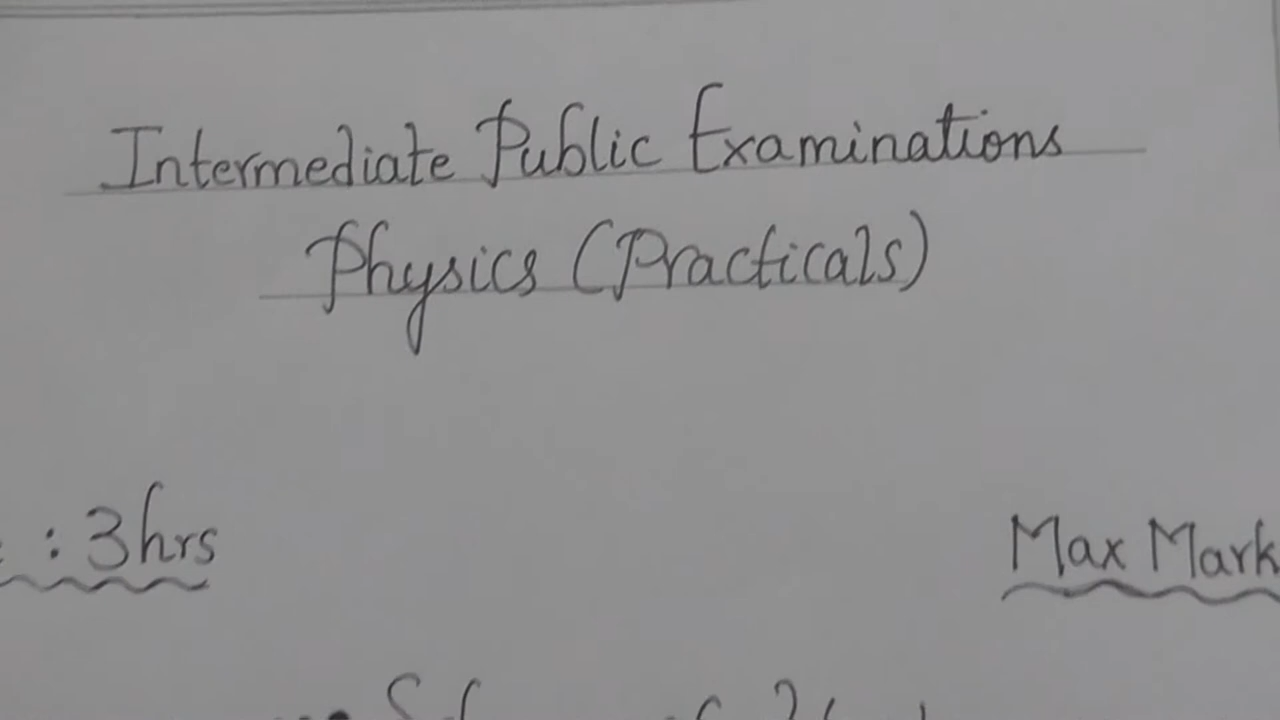 Intermediate Public Examinations
Physics (Practicals)
: 3hrs
Max Mark